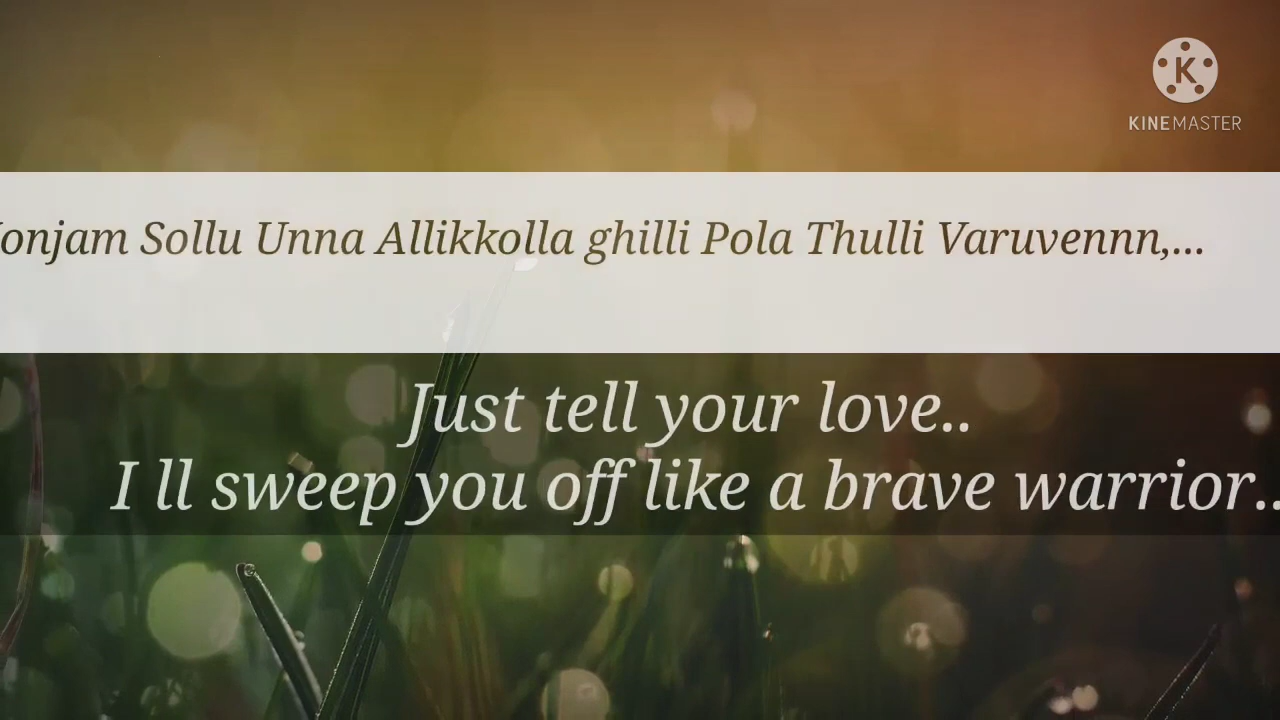 KINEMASTER
onjam Sollu Unna Allikkolla ghilli Pola Thulli Varuvennn,...
Just tell your love..
I ll sweep you off like a brave warrior..